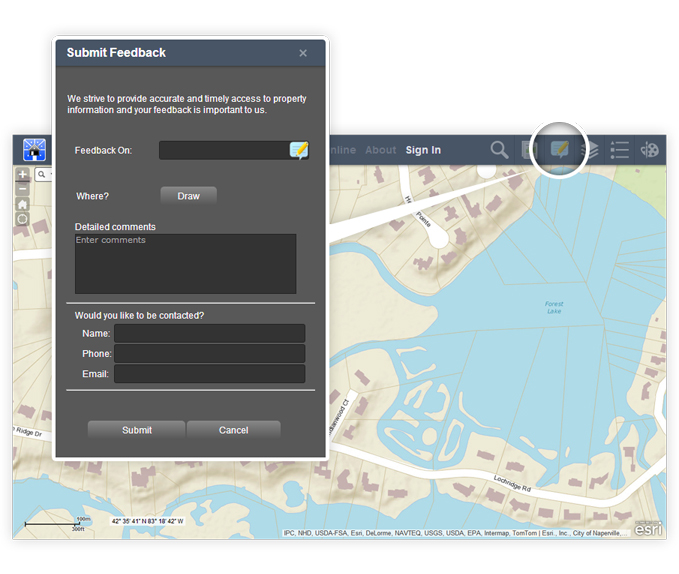 Submit Feedback
We strive to provide accurate and timely access to property
information and your feedback is important to us.
Feedback On:
Where? Draw
Detailed comments
Enter comments
Would you like to be contacted?
Name:
Phone:
Email:
Submit Cancel
About Sign In
Pointe
Forest
Lake
Ridge Dr
Lochridge Rd
100m
300ft
42° 35' 41" N 83° 18' 42" W
IPC, NHD, USDA-FSA, Esri, DeLorme, NAVTEQ, USGS, USDA, EPA, Intermap, TomTom | Esri., Inc., City of Naperville,...
esri